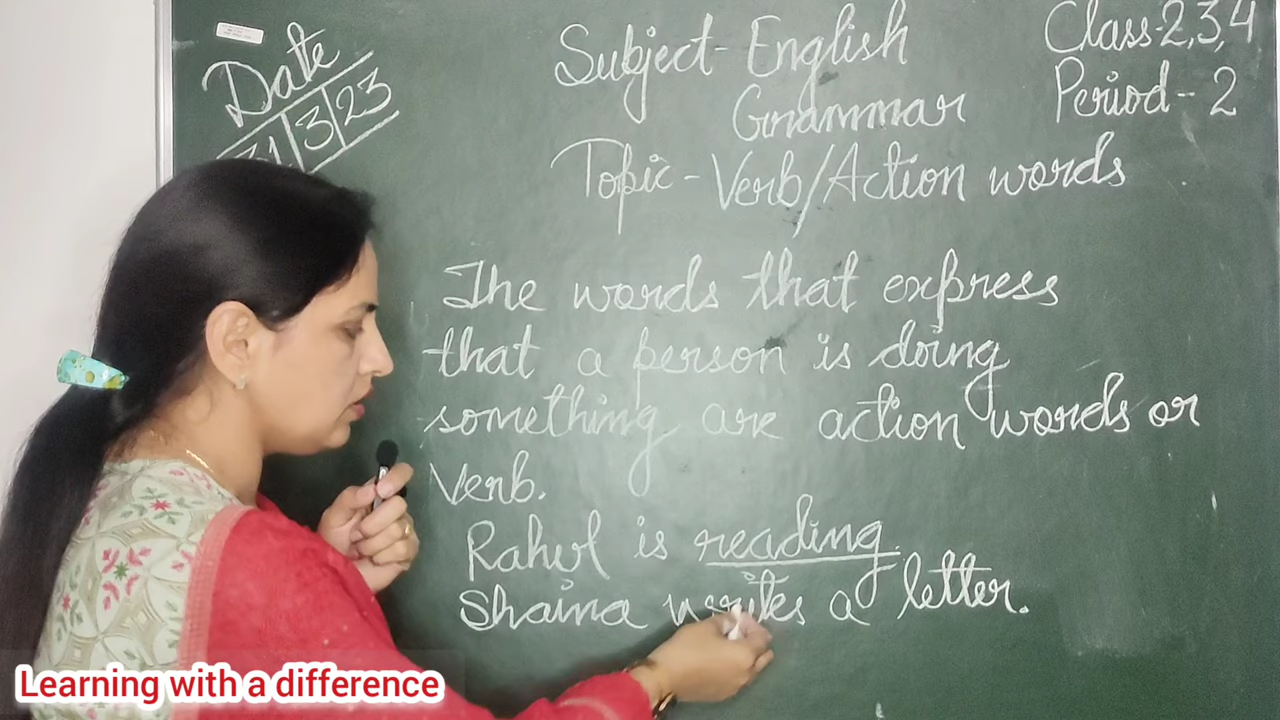 Date
31/3/23
Subject- English
Grammar
Class-2,3,4
Period-2
Topic-Verb/Action words
The words that express
that a person is doing
something are action words or
verb.
Rahul is reading.
Shaina writes a letter.
Learning with a difference